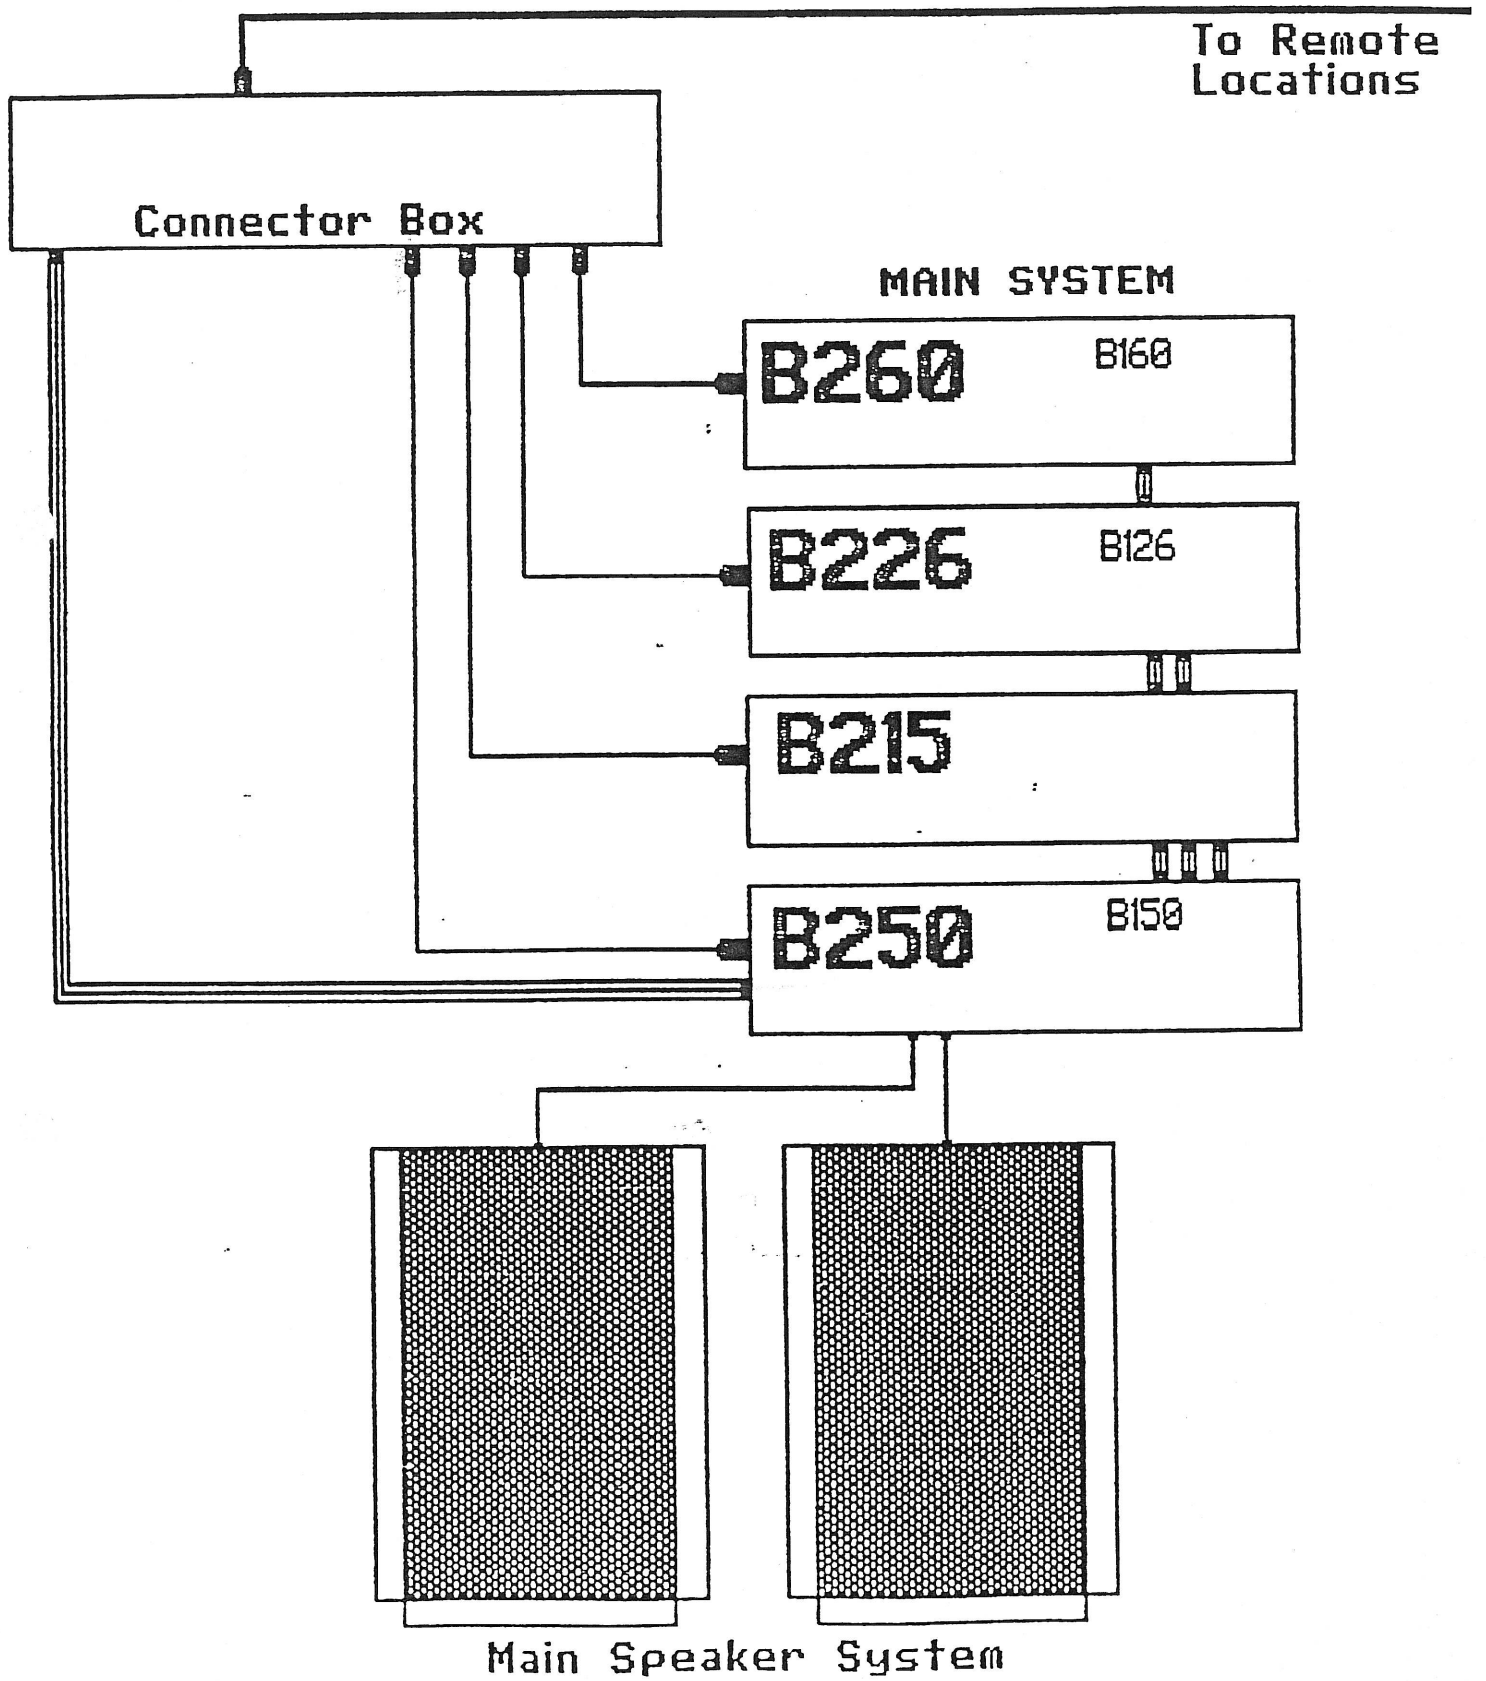 To Remote
Locations
Connector Box
MAIN SYSTEM
B260 B160
B226 B126
B215
B250 B150
Main Speaker System